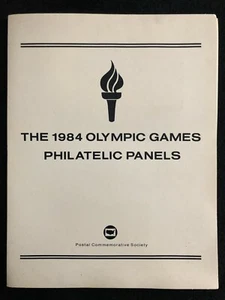 THE 1984 OLYMPIC GAMES
PHILATELIC PANELS
Postal Commemorative Society